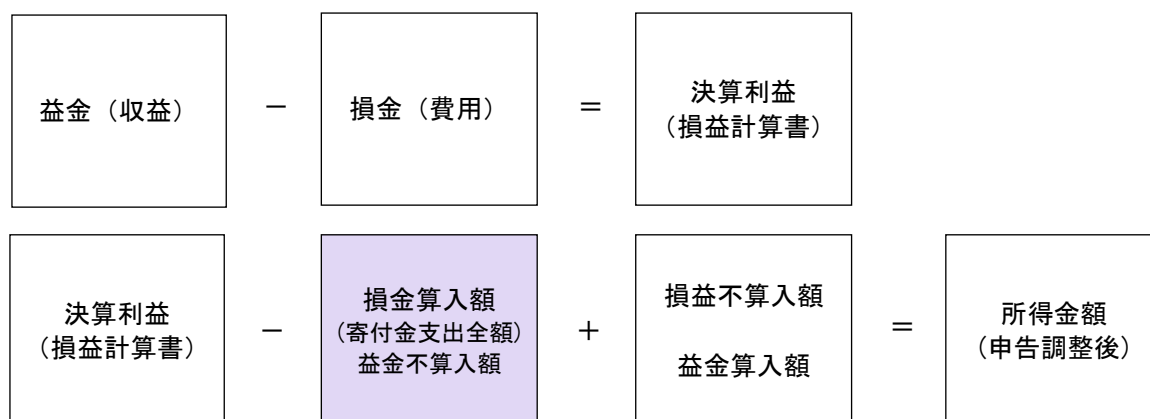 益金（収益）
−
損金（費用）
＝
決算利益
（損益計算書）
決算利益
（損益計算書）
−
損金算入額
（寄付金支出全額）
益金不算入額
＋
損益不算入額
益金算入額
＝
所得金額
（申告調整後）